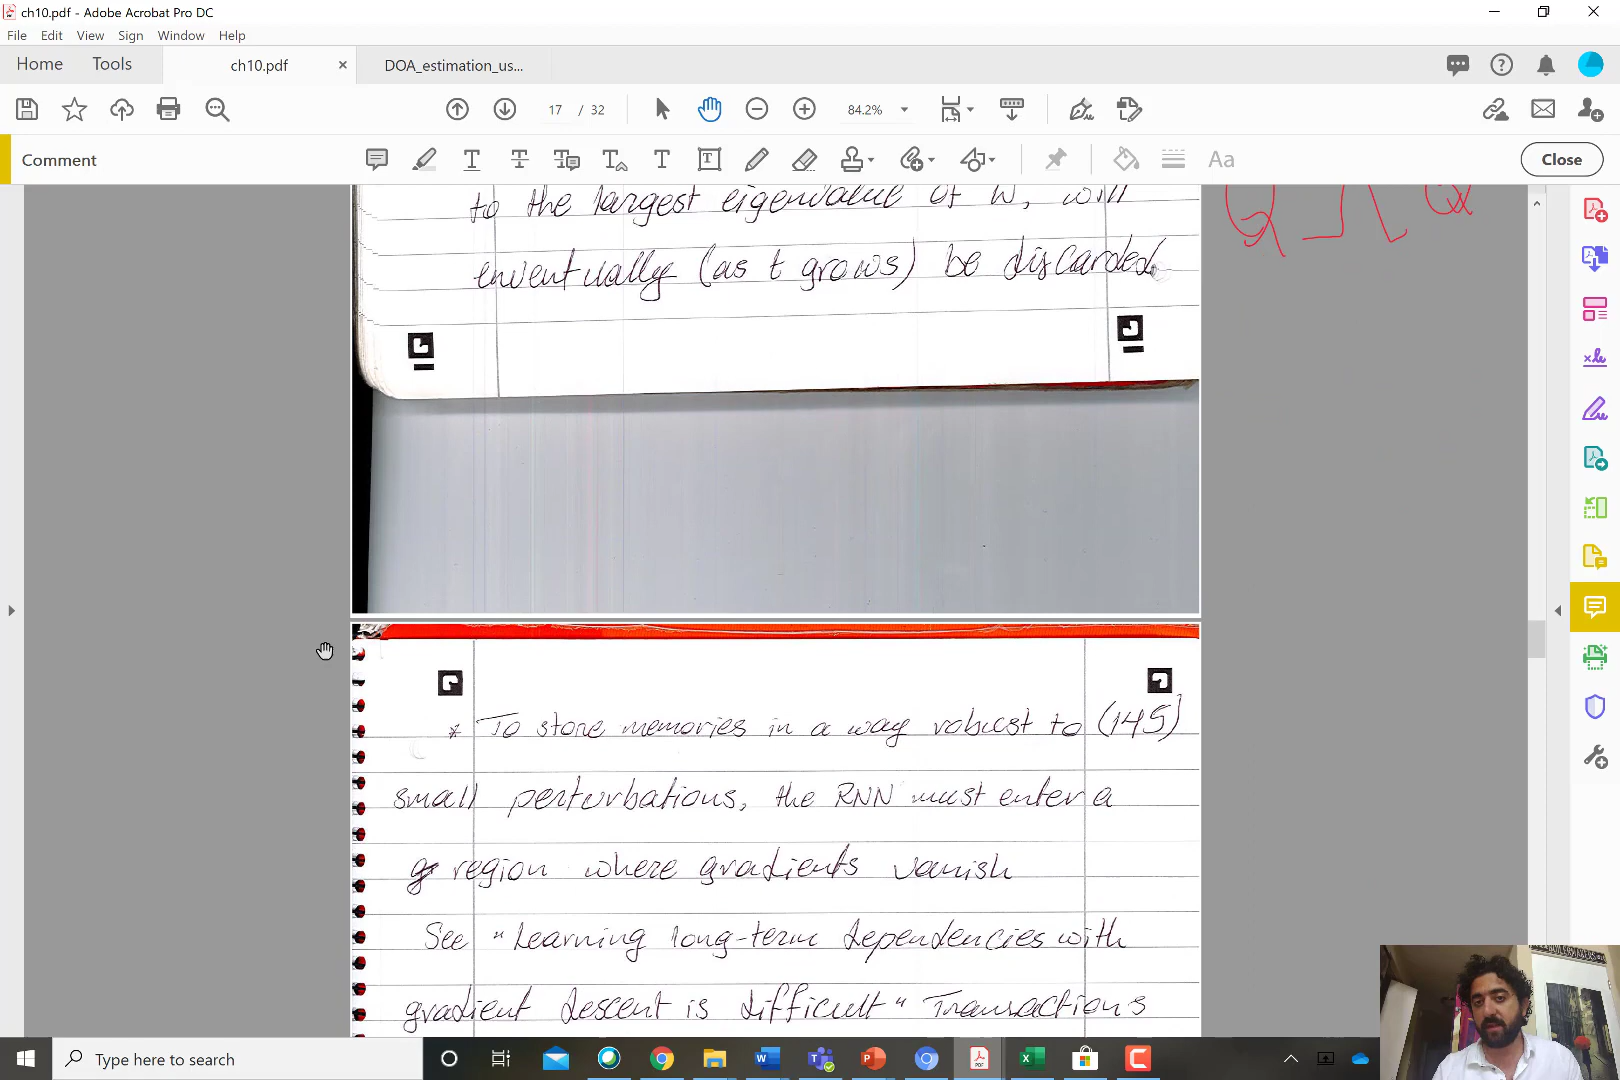 ch10.pdf - Adobe Acrobat Pro DC
File Edit View Sign Window Help
Home Tools ch10.pdf × DOA_estimation_us...
17 / 32 84.2%
Comment Close
to the largest eigenvalue of W, will
enventually (as t grows) be discarded.
Q Λ Q
* To store memories in a way robust to (145)
small perturbations, the RNN must enter a
region where gradients vanish
See "Learning long-term dependencies with
gradient descent is difficult" Transactions
Type here to search